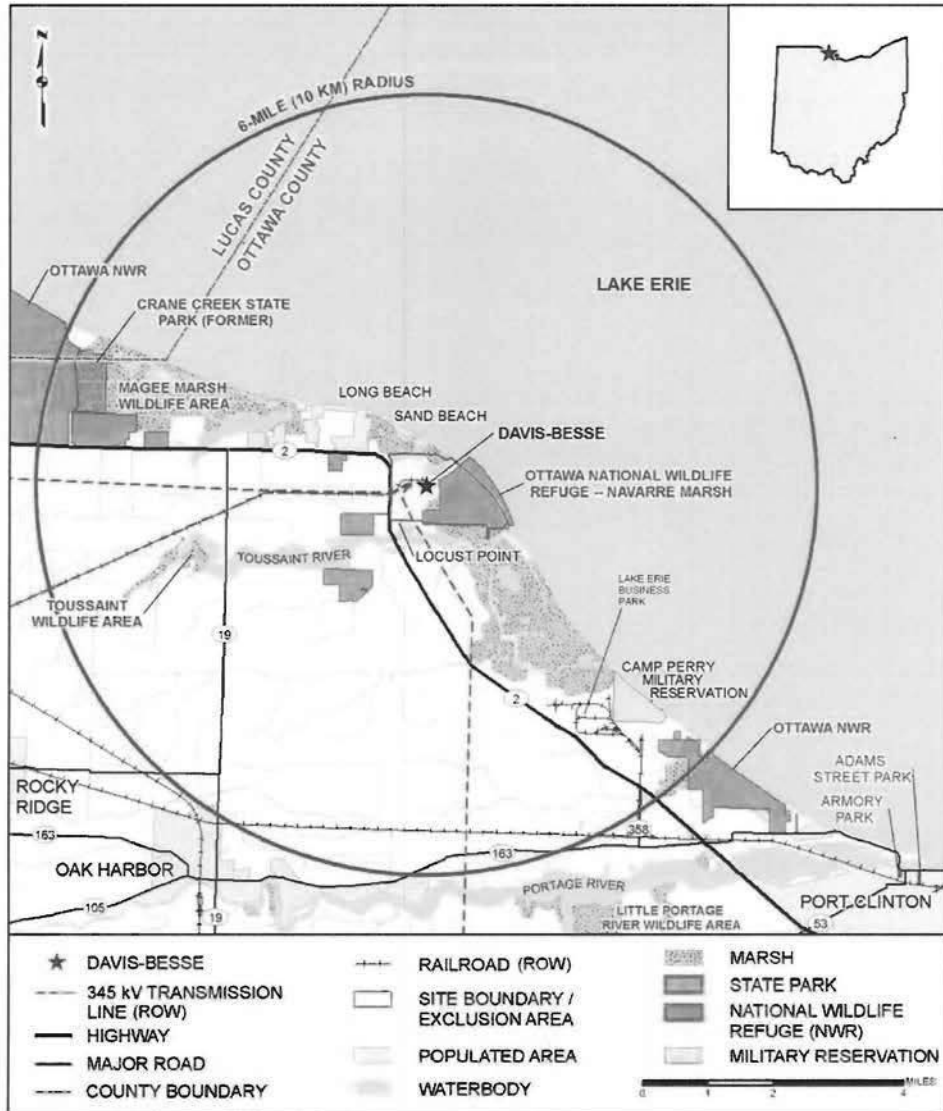 N
6-MILE (10 KM) RADIUS
LUCAS COUNTY
OTTAWA COUNTY
OTTAWA NWR
LAKE ERIE
CRANE CREEK STATE
PARK (FORMER)
MAGEE MARSH
WILDLIFE AREA
LONG BEACH
SAND BEACH
DAVIS-BESSE
2
OTTAWA NATIONAL WILDLIFE
REFUGE -- NAVARRE MARSH
TOUSSAINT RIVER
LOCUST POINT
LAKE ERIE
BUSINESS
PARK
TOUSSAINT
WILDLIFE AREA
19
CAMP PERRY
MILITARY
RESERVATION
2
OTTAWA NWR
ADAMS
STREET PARK
ROCKY
RIDGE
ARMORY
PARK
163
358
OAK HARBOR
163
PORTAGE RIVER
PORT CLINTON
105
19
LITTLE PORTAGE
RIVER WILDLIFE AREA
53
DAVIS-BESSE
345 kV TRANSMISSION
LINE (ROW)
HIGHWAY
MAJOR ROAD
COUNTY BOUNDARY
RAILROAD (ROW)
SITE BOUNDARY /
EXCLUSION AREA
POPULATED AREA
WATERBODY
MARSH
STATE PARK
NATIONAL WILDLIFE
REFUGE (NWR)
MILITARY RESERVATION
MILES
0 1 2 4